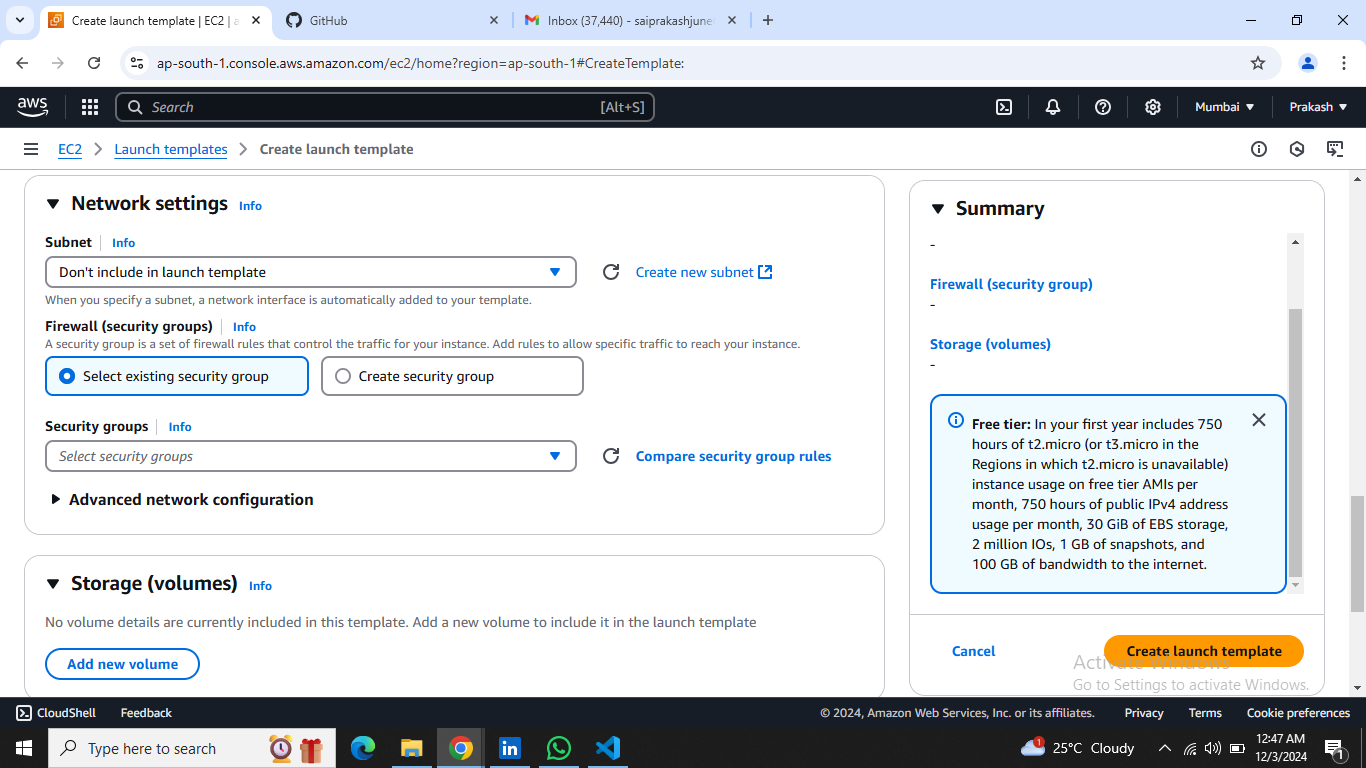 Create launch template | EC2 | a
GitHub
Inbox (37,440) - saiprakashjune
ap-south-1.console.aws.amazon.com/ec2/home?region=ap-south-1#CreateTemplate:
aws
Search
[Alt+S]
Mumbai
Prakash
EC2
Launch templates
Create launch template
Network settings Info
Subnet Info
Don't include in launch template
Create new subnet
When you specify a subnet, a network interface is automatically added to your template.
Firewall (security groups) Info
A security group is a set of firewall rules that control the traffic for your instance. Add rules to allow specific traffic to reach your instance.
Select existing security group
Create security group
Security groups Info
Select security groups
Compare security group rules
Advanced network configuration
Storage (volumes) Info
No volume details are currently included in this template. Add a new volume to include it in the launch template
Add new volume
Summary
-
Firewall (security group)
-
Storage (volumes)
-
Free tier: In your first year includes 750
hours of t2.micro (or t3.micro in the
Regions in which t2.micro is unavailable)
instance usage on free tier AMIs per
month, 750 hours of public IPv4 address
usage per month, 30 GiB of EBS storage,
2 million IOs, 1 GB of snapshots, and
100 GB of bandwidth to the internet.
Cancel
Create launch template
Activate Windows
Go to Settings to activate Windows.
CloudShell
Feedback
© 2024, Amazon Web Services, Inc. or its affiliates.
Privacy
Terms
Cookie preferences
Type here to search
1
25°C Cloudy
12:47 AM
12/3/2024
1